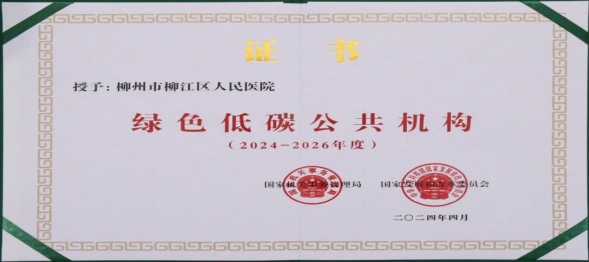 证书
授予：柳州市柳江区人民医院
绿色低碳公共机构
（2024-2026年度）
国家机关事务管理局 国家发展和改革委员会
二〇二四年四月